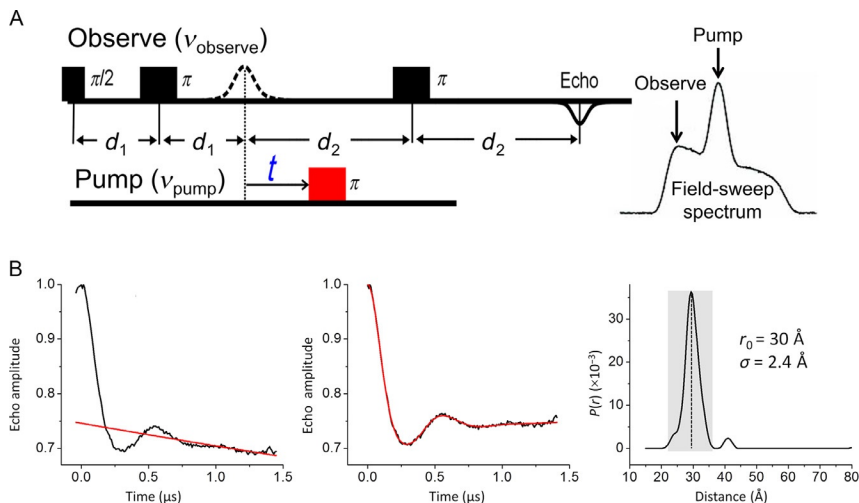 A
Observe (νobserve)
π/2
π
π
Echo
d1
d1
d2
d2
Pump (νpump)
t
π
Pump
Observe
Field-sweep
spectrum
B
Echo amplitude
1.0
0.9
0.8
0.7
0.0
0.5
1.0
1.5
Time (μs)
Echo amplitude
1.0
0.9
0.8
0.7
0.0
0.5
1.0
1.5
Time (μs)
P(r) (×10⁻³)
30
20
10
0
r0 = 30 Å
σ = 2.4 Å
10 20 30 40 50 60 70 80
Distance (Å)